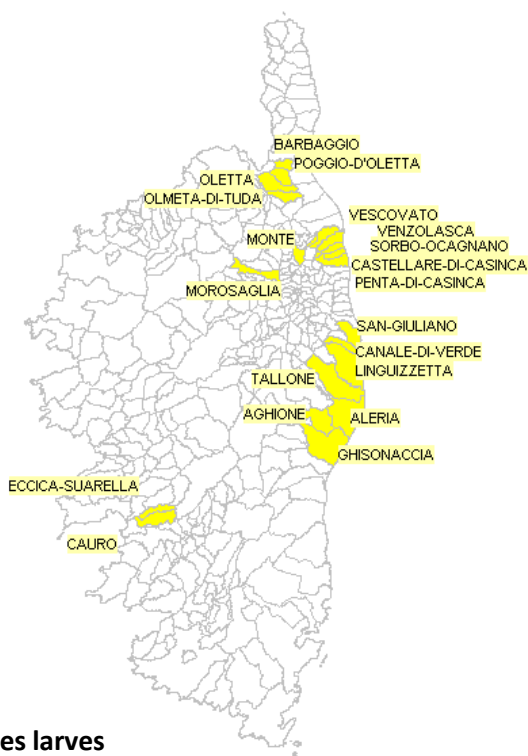 BARBAGGIO
POGGIO-D'OLETTA
OLETTA
OLMETA-DI-TUDA
VESCOVATO
VENZOLASCA
MONTE
SORBO-OCAGNANO
CASTELLARE-DI-CASINCA
PENTA-DI-CASINCA
MOROSAGLIA
SAN-GIULIANO
CANALE-DI-VERDE
LINGUIZZETTA
TALLONE
AGHIONE
ALERIA
GHISONACCIA
ECCICA-SUARELLA
CAURO
es larves